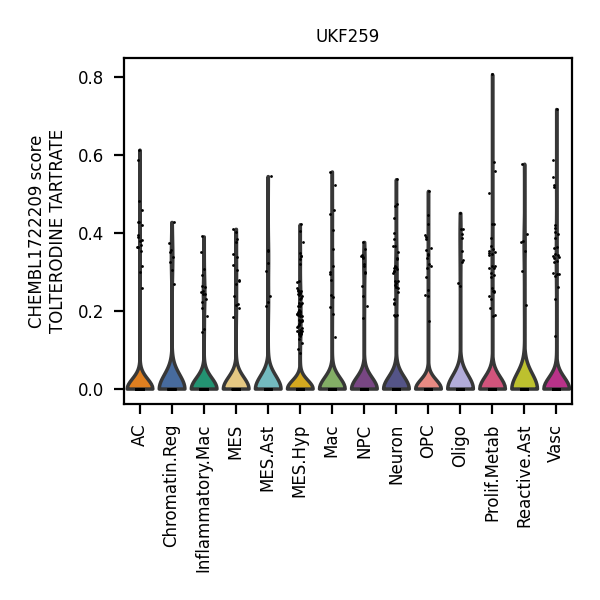 UKF259
CHEMBL1722209 score
TOLTERODINE TARTRATE
0.8
0.6
0.4
0.2
0.0
AC
Chromatin.Reg
Inflammatory.Mac
MES
MES.Ast
MES.Hyp
Mac
NPC
Neuron
OPC
Oligo
Prolif.Metab
Reactive.Ast
Vasc